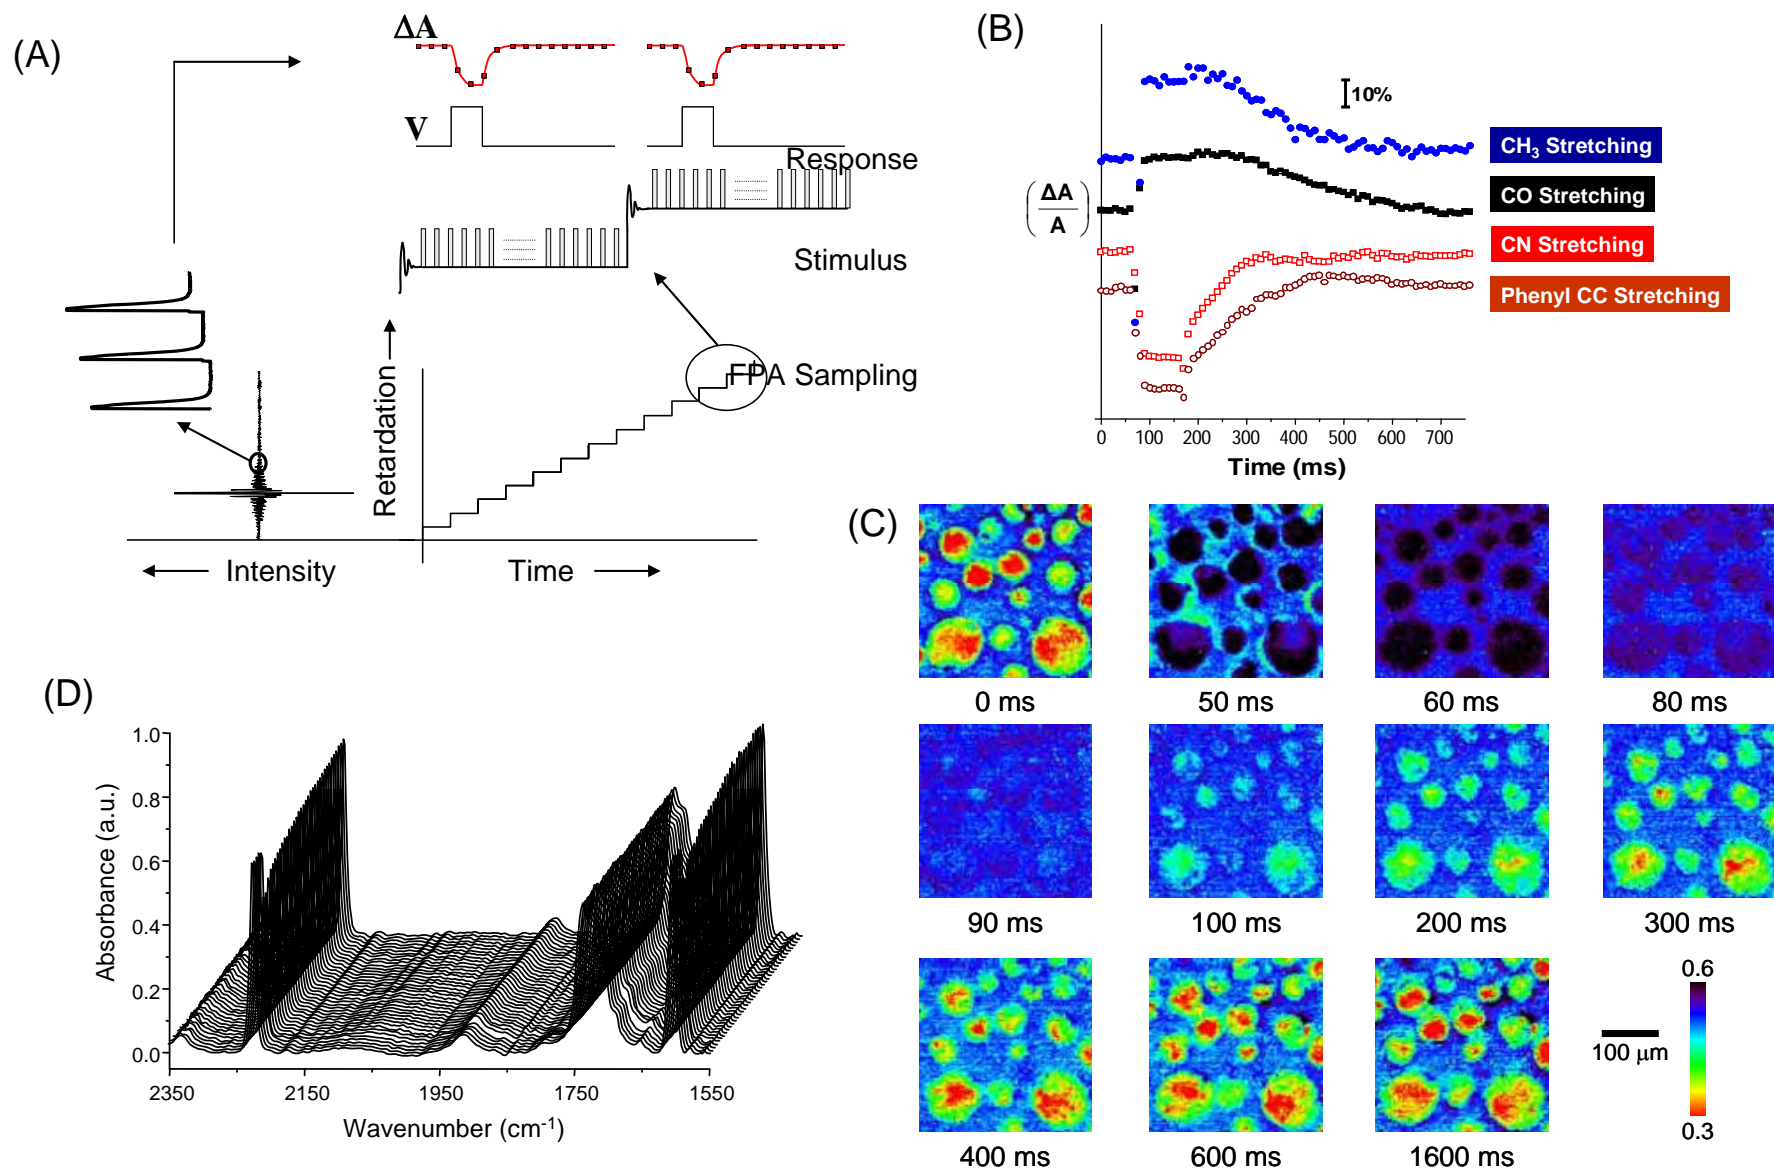 (A)
ΔA
V
Response
Stimulus
FPA Sampling
Retardation
Intensity
Time
(B)
10%
(ΔA/A)
CH3 Stretching
CO Stretching
CN Stretching
Phenyl CC Stretching
0 100 200 300 400 500 600 700
Time (ms)
(C)
0 ms 50 ms 60 ms 80 ms
90 ms 100 ms 200 ms 300 ms
400 ms 600 ms 1600 ms
0.6
100 μm
0.3
(D)
1.0
0.8
0.6
0.4
0.2
0.0
Absorbance (a.u.)
2350 2150 1950 1750 1550
Wavenumber (cm-1)